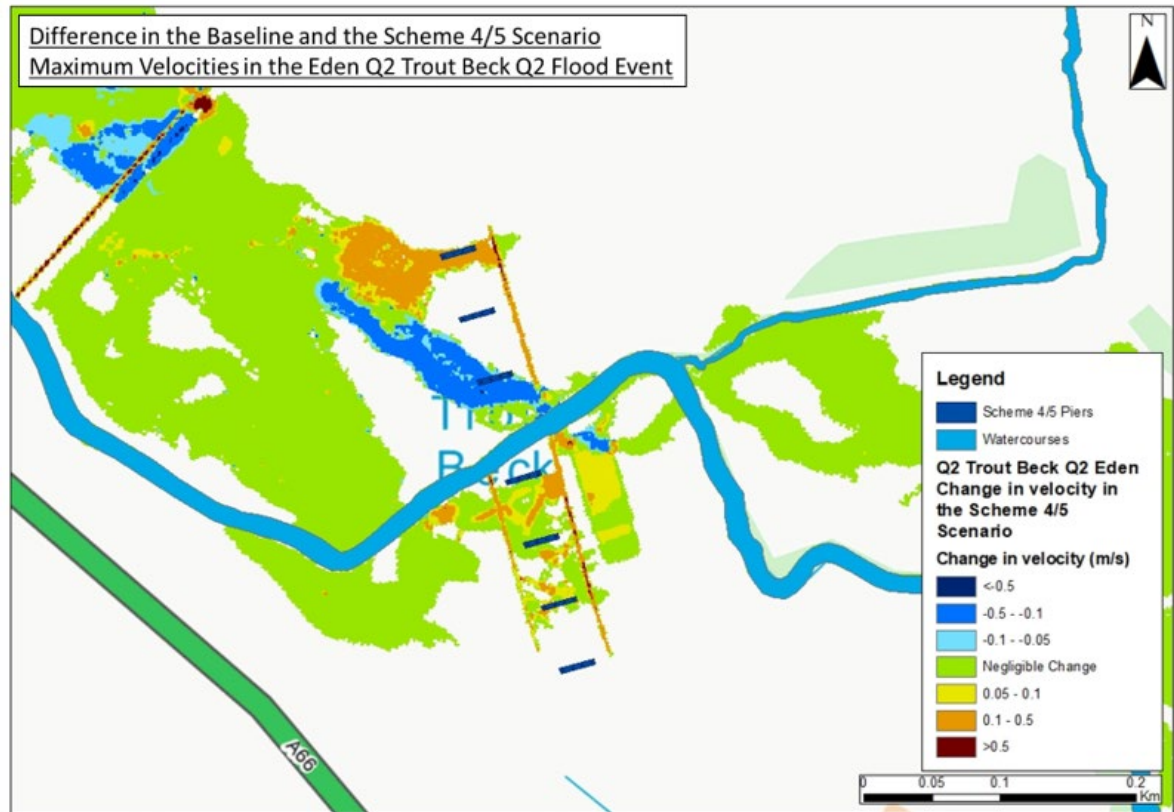 Difference in the Baseline and the Scheme 4/5 Scenario
Maximum Velocities in the Eden Q2 Trout Beck Q2 Flood Event
N
Beck
A66
Legend
Scheme 4/5 Piers
Watercourses
Q2 Trout Beck Q2 Eden
Change in velocity in
the Scheme 4/5
Scenario
Change in velocity (m/s)
<-0.5
-0.5 - -0.1
-0.1 - -0.05
Negligible Change
0.05 - 0.1
0.1 - 0.5
>0.5
0 0.05 0.1 0.2
Km